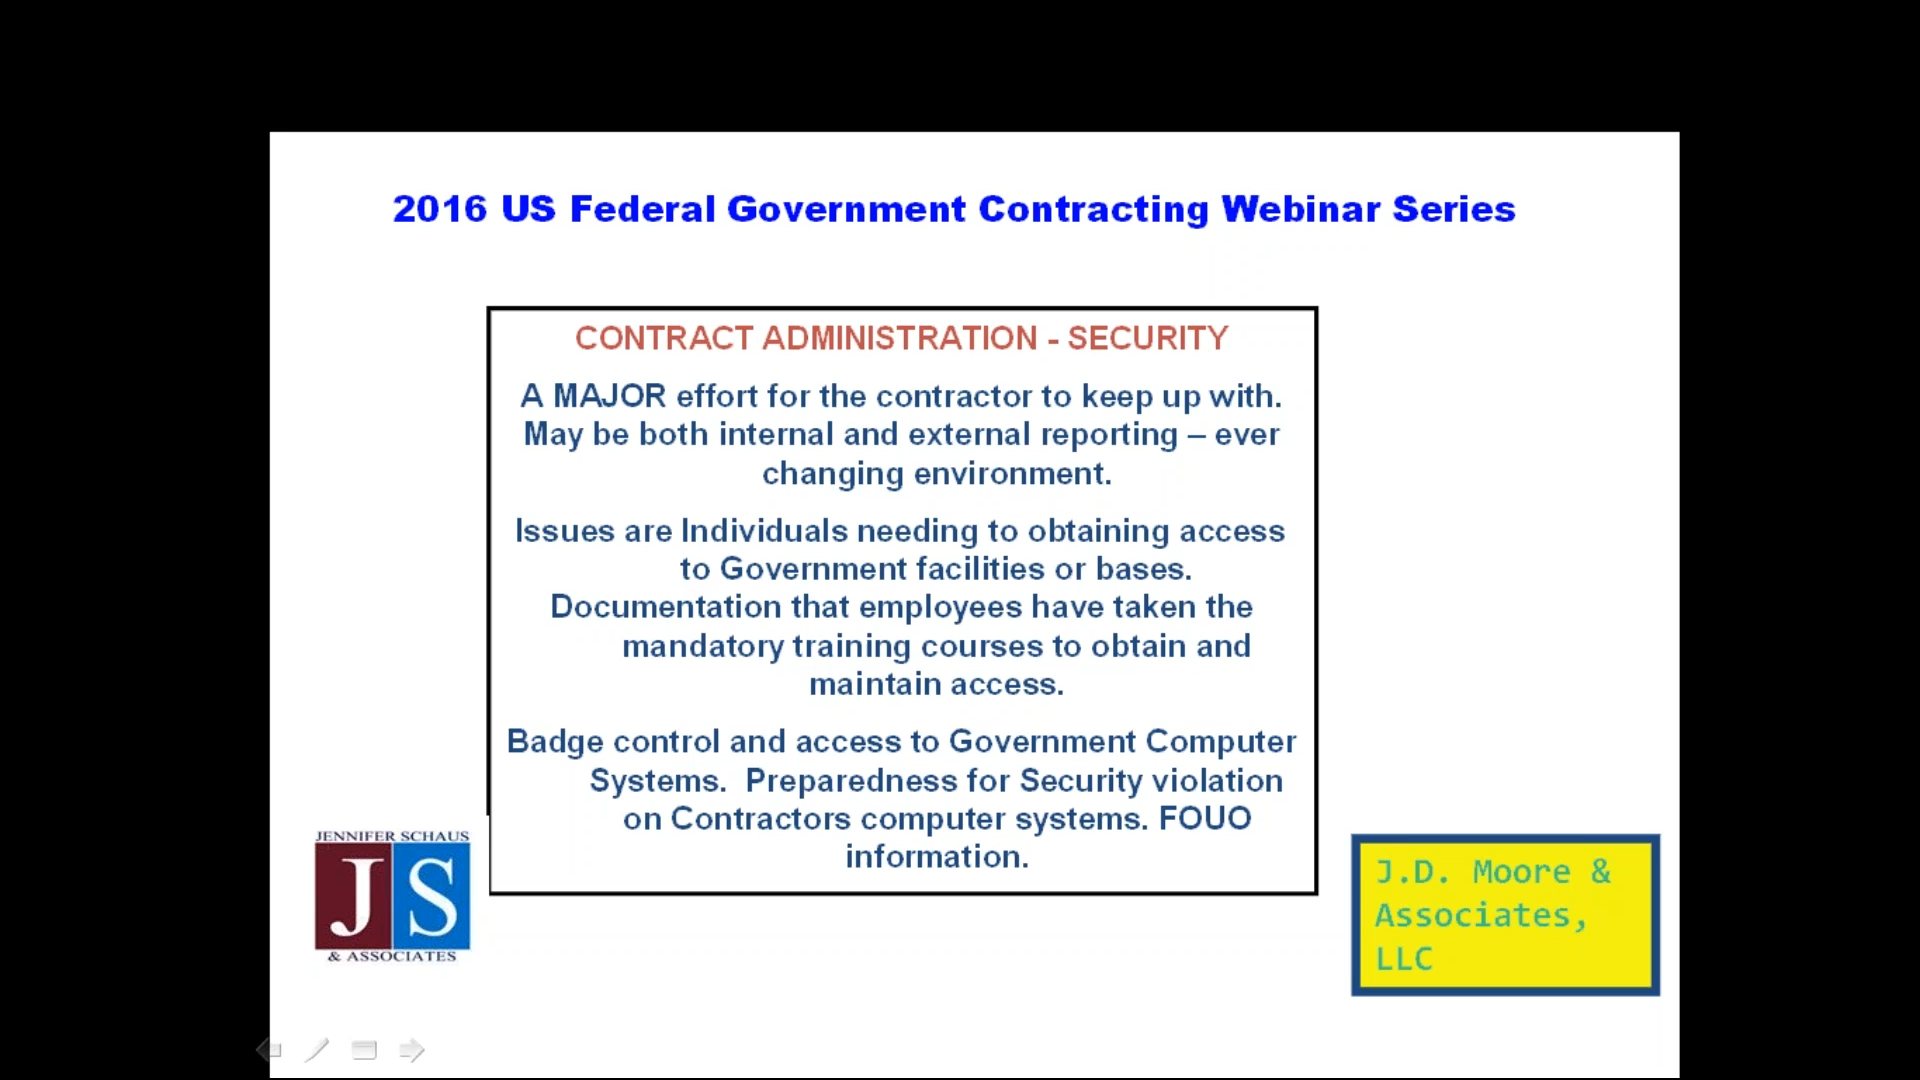 2016 US Federal Government Contracting Webinar Series
CONTRACT ADMINISTRATION - SECURITY
A MAJOR effort for the contractor to keep up with.
May be both internal and external reporting – ever
changing environment.
Issues are Individuals needing to obtaining access
to Government facilities or bases.
Documentation that employees have taken the
mandatory training courses to obtain and
maintain access.
Badge control and access to Government Computer
Systems.  Preparedness for Security violation
on Contractors computer systems. FOUO
information.
JENNIFER SCHAUS
JS
& ASSOCIATES
J.D. Moore &
Associates,
LLC